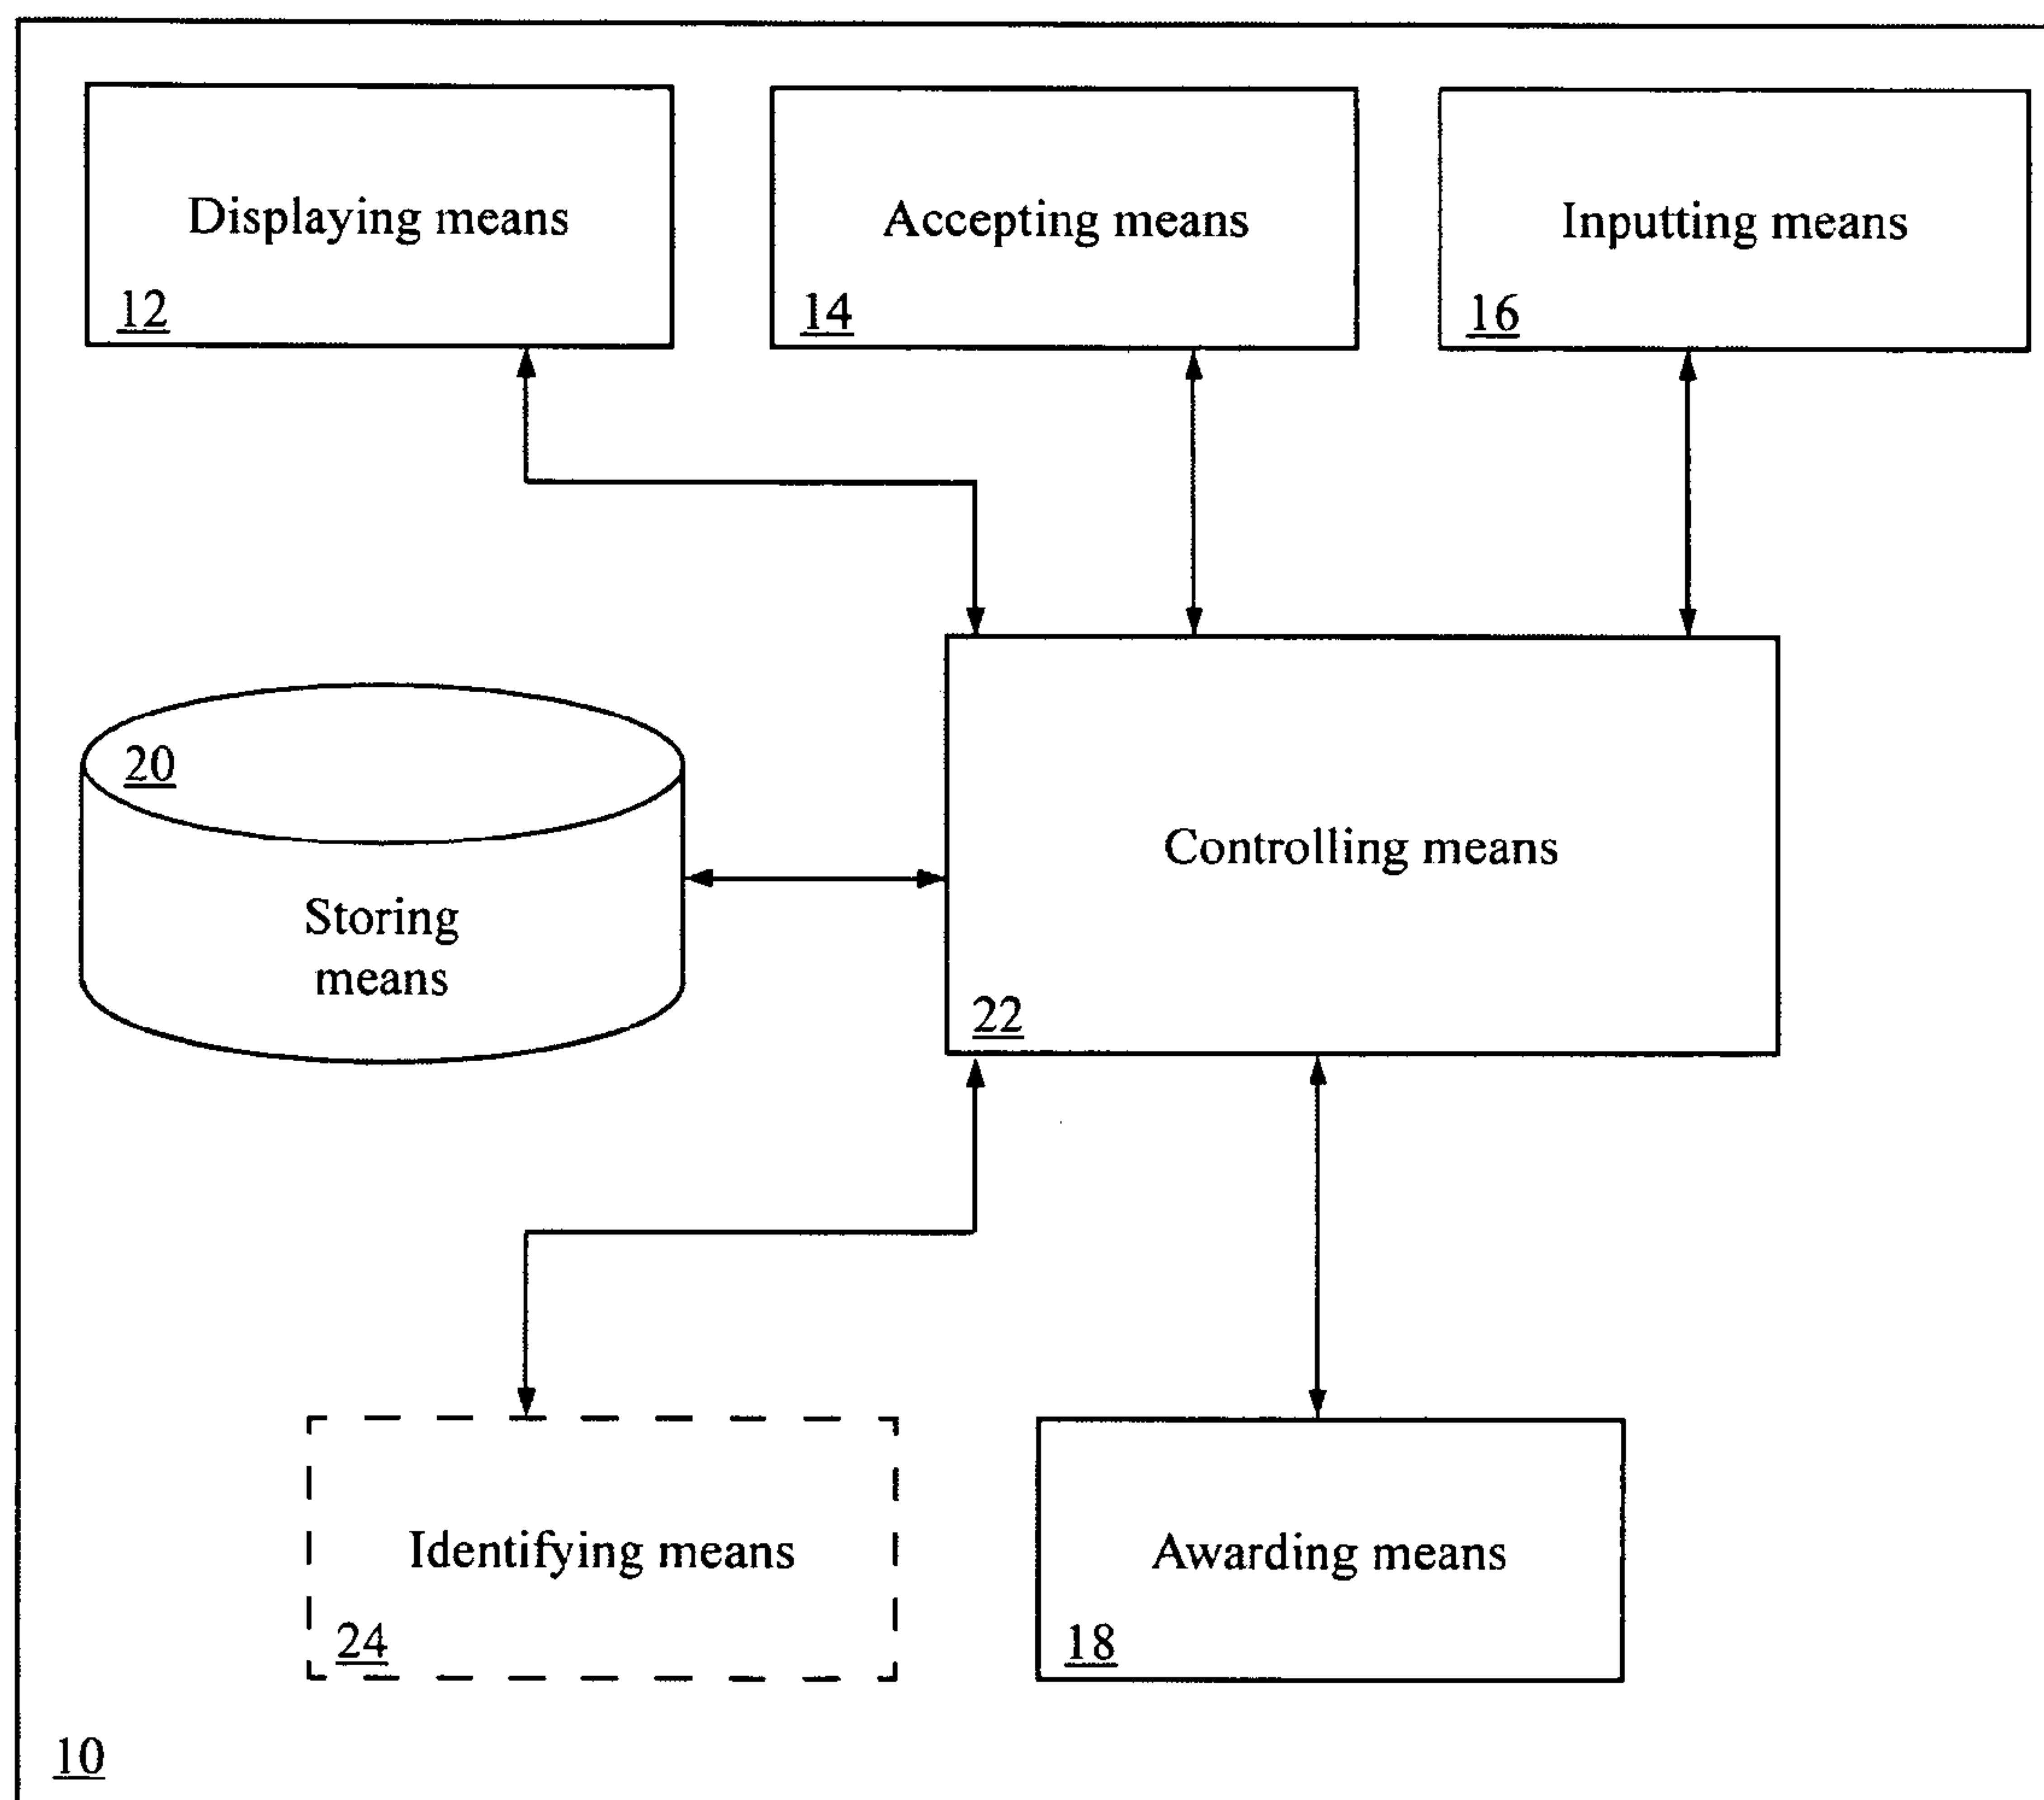 Displaying means
12
Accepting means
14
Inputting means
16
20
Storing
means
Controlling means
22
Identifying means
24
Awarding means
18
10